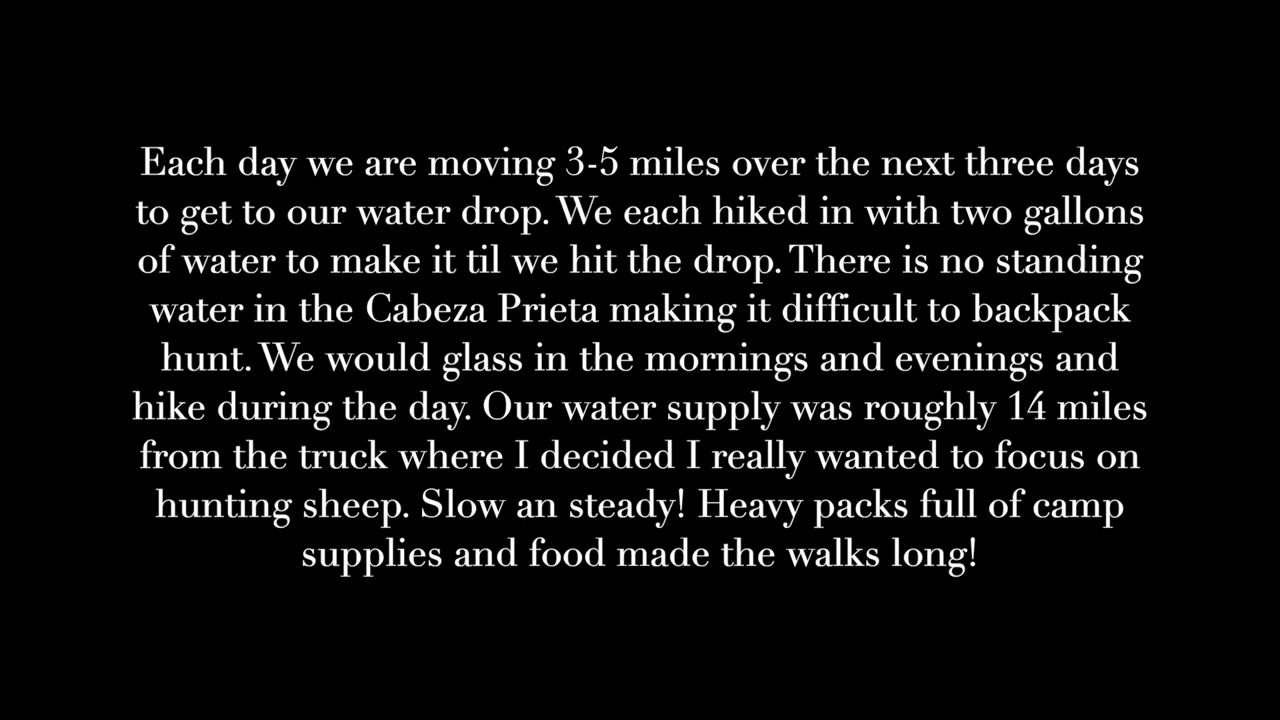 Each day we are moving 3-5 miles over the next three days
to get to our water drop. We each hiked in with two gallons
of water to make it til we hit the drop. There is no standing
water in the Cabeza Prieta making it difficult to backpack
hunt. We would glass in the mornings and evenings and
hike during the day. Our water supply was roughly 14 miles
from the truck where I decided I really wanted to focus on
hunting sheep. Slow an steady! Heavy packs full of camp
supplies and food made the walks long!